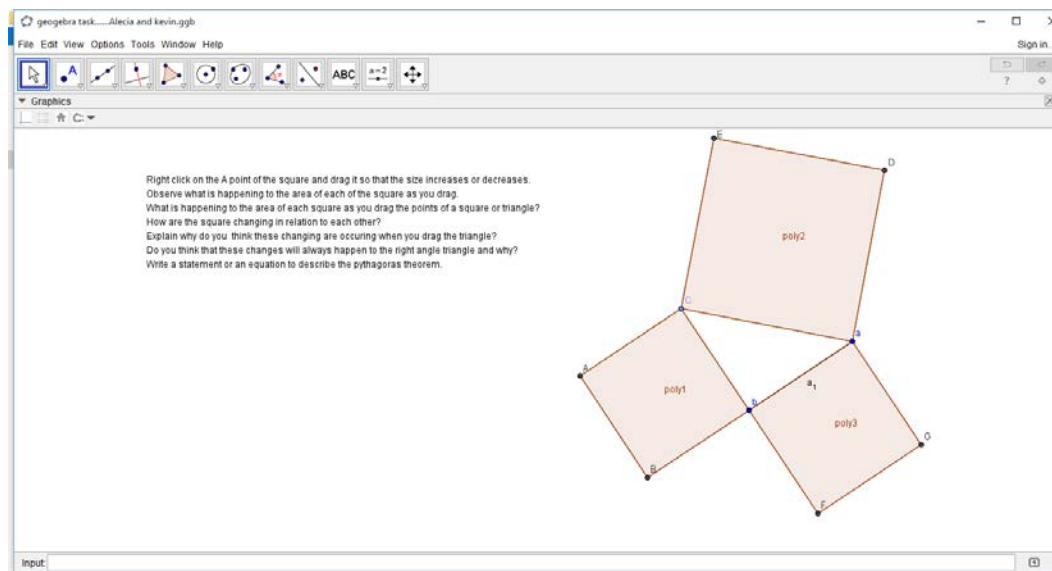 geogebra task......Alecia and kevin.ggb
File Edit View Options Tools Window Help
Sign in...
A
ABC
a=2
?
Graphics
Right click on the A point of the square and drag it so that the size increases or decreases.
Observe what is happening to the area of each of the square as you drag.
What is happening to the area of each square as you drag the points of a square or triangle?
How are the square changing in relation to each other?
Explain why do you think these changing are occuring when you drag the triangle?
Do you think that these changes will always happen to the right angle triangle and why?
Write a statement or an equation to describe the pythagoras theorem.
E
D
poly2
C
a
A
poly1
a1
b
poly3
G
B
F
Input: